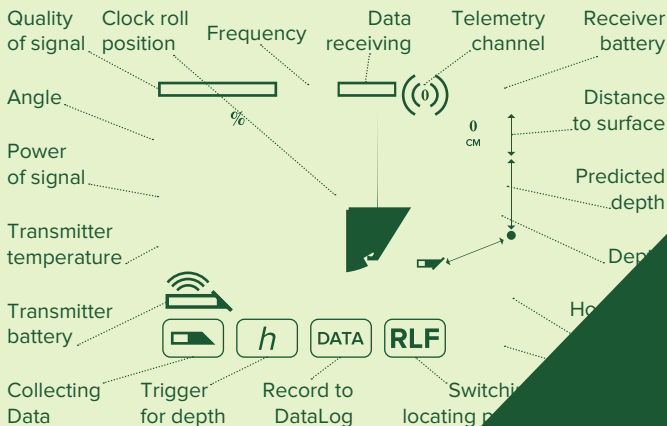 Quality
of signal
Clock roll
position
Frequency
Data
receiving
Telemetry
channel
Receiver
battery
Angle
0
%
0
CM
Distance
to surface
Power
of signal
Predicted
depth
Transmitter
temperature
Transmitter
battery
h
DATA
RLF
Collecting
Data
Trigger
for depth
Record to
DataLog
locating